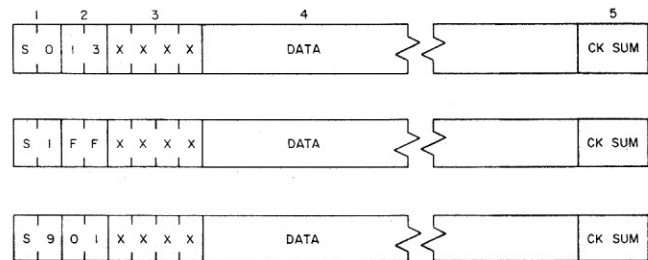 1 2 3 4 5
S 0 1 3 X X X X DATA CK SUM
S 1 F F X X X X DATA CK SUM
S 9 0 1 X X X X DATA CK SUM